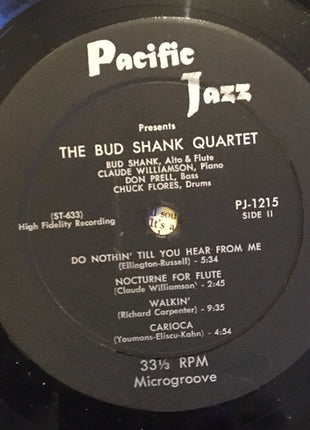 Pacific
Jazz
Presents
THE BUD SHANK QUARTET
BUD SHANK, Alto & Flute
CLAUDE WILLIAMSON, Piano
DON PRELL, Bass
CHUCK FLORES, Drums
(ST-633)
High Fidelity Recording
PJ-1215
SIDE II
DO NOTHIN' TILL YOU HEAR FROM ME
(Ellington-Russell) - 5:34
NOCTURNE FOR FLUTE
(Claude Williamson) - 2:45
WALKIN'
(Richard Carpenter) - 9:35
CARIOCA
(Youmans-Eliscu-Kahn) - 4:54
33⅓ RPM
Microgroove